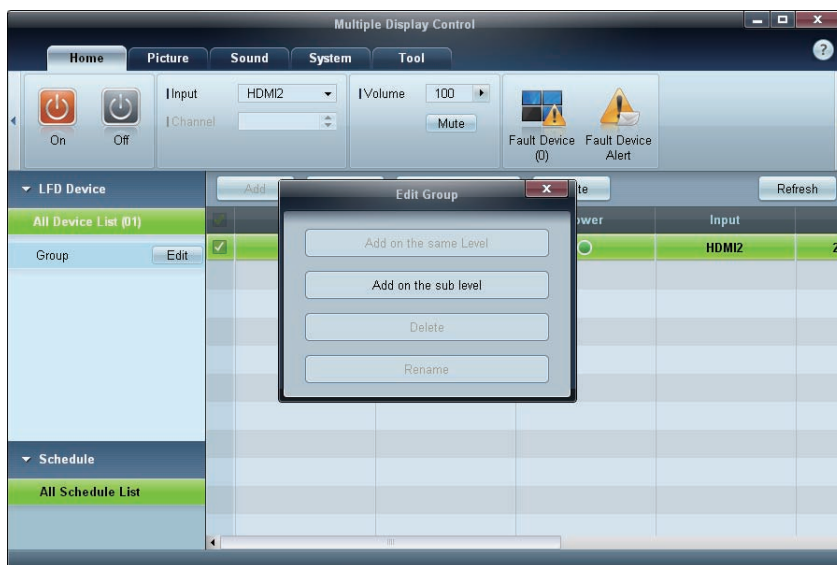 Multiple Display Control
Home Picture Sound System Tool
?
Input HDMI2
Channel
On Off
Volume 100
Mute
Fault Device (0)
Fault Device Alert
LFD Device
Add
Refresh
All Device List (01)
Input
Group Edit
HDMI2
Edit Group
Add on the same Level
Add on the sub level
Delete
Rename
Schedule
All Schedule List